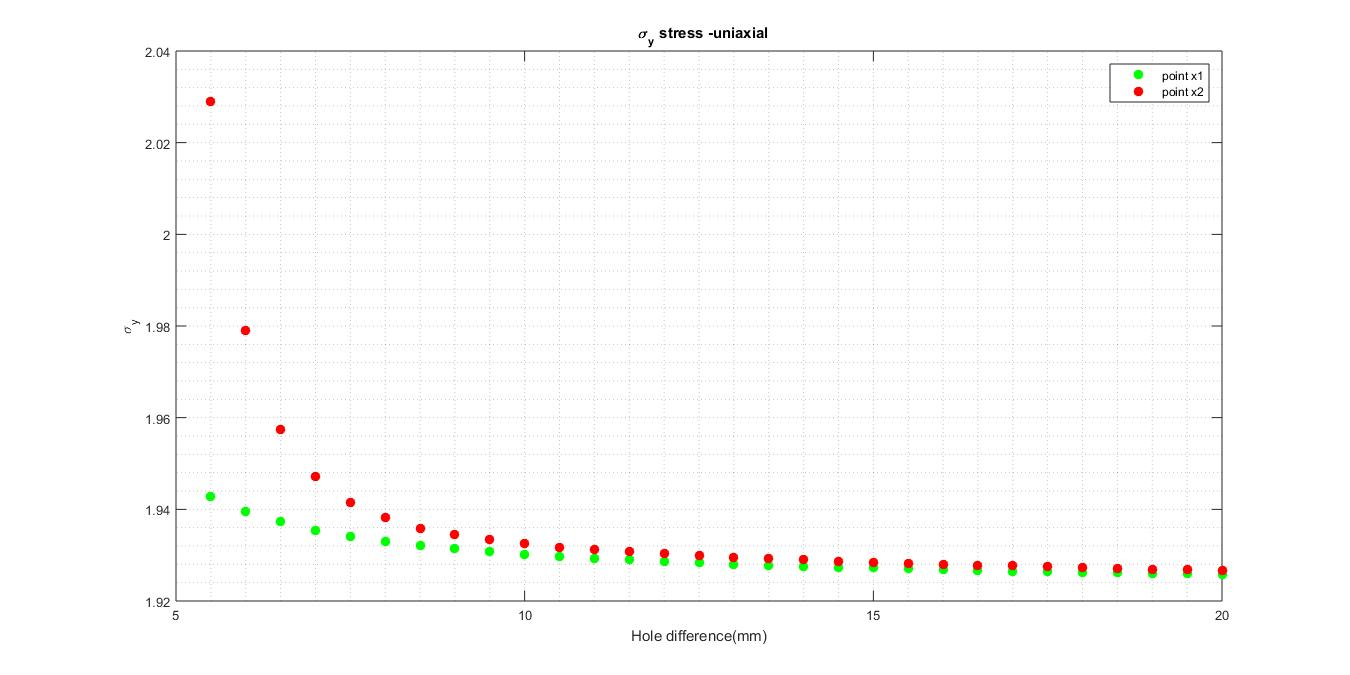 σy stress -uniaxial
point x1
point x2
2.04
2.02
2
1.98
1.96
1.94
1.92
σy
5
10
15
20
Hole difference(mm)